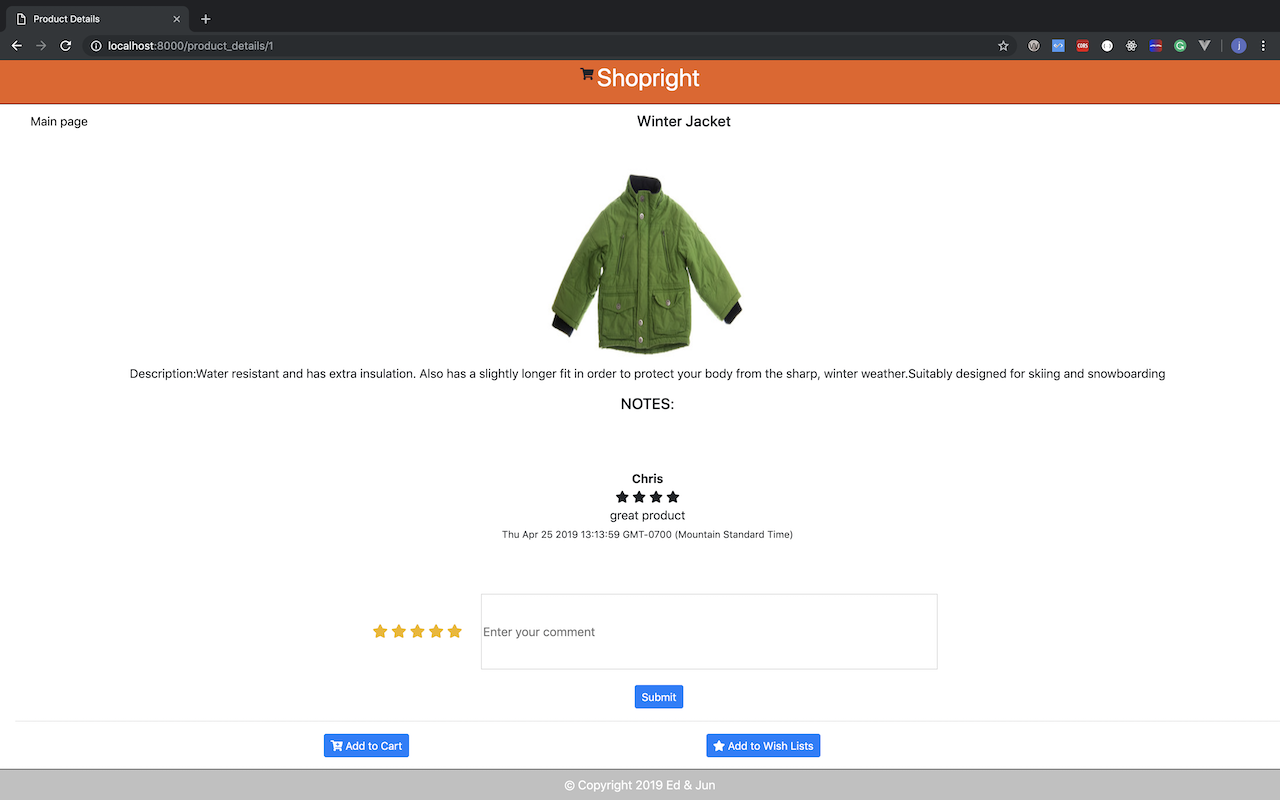 Product Details
localhost:8000/product_details/1
CORS
j
Shopright
Main page
Winter Jacket
Description:Water resistant and has extra insulation. Also has a slightly longer fit in order to protect your body from the sharp, winter weather.Suitably designed for skiing and snowboarding
NOTES:
Chris
great product
Thu Apr 25 2019 13:13:59 GMT-0700 (Mountain Standard Time)
Enter your comment
Submit
Add to Cart
Add to Wish Lists
© Copyright 2019 Ed & Jun